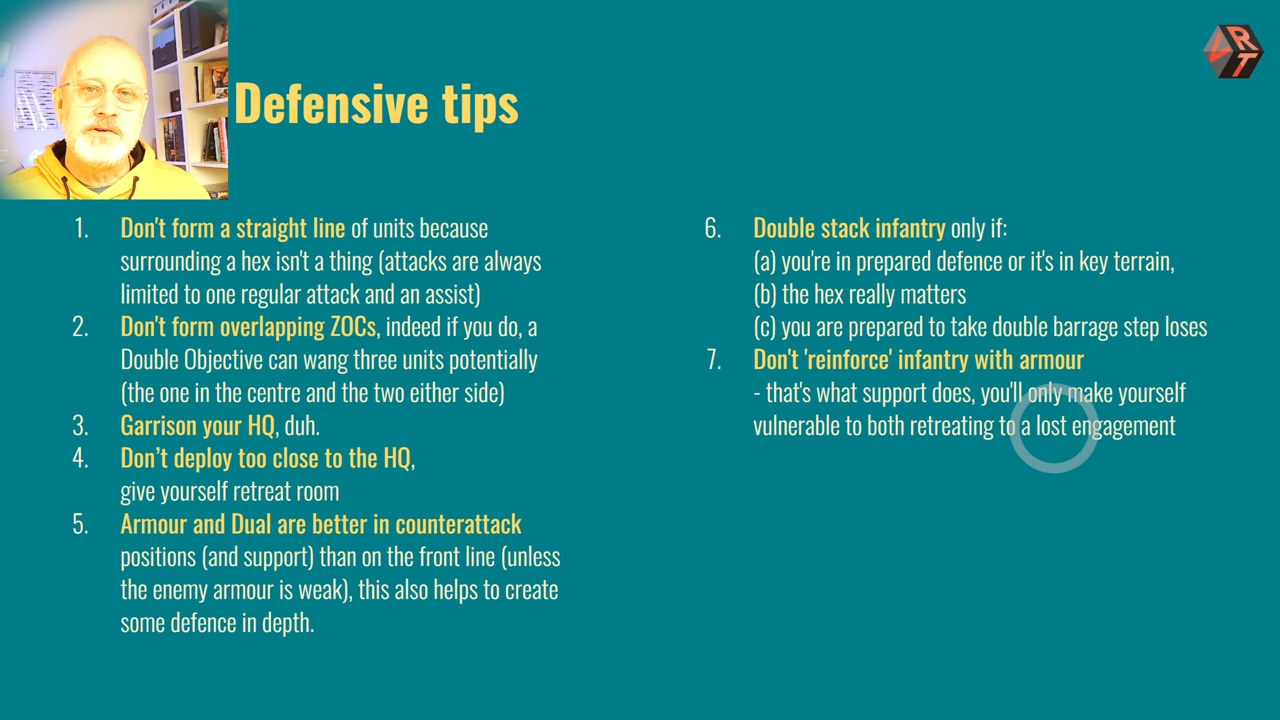 RT
Defensive tips
1. Don't form a straight line of units because
surrounding a hex isn't a thing (attacks are always
limited to one regular attack and an assist)
2. Don't form overlapping ZOCs, indeed if you do, a
Double Objective can wang three units potentially
(the one in the centre and the two either side)
3. Garrison your HQ, duh.
4. Don’t deploy too close to the HQ,
give yourself retreat room
5. Armour and Dual are better in counterattack
positions (and support) than on the front line (unless
the enemy armour is weak), this also helps to create
some defence in depth.
6. Double stack infantry only if:
(a) you're in prepared defence or it's in key terrain,
(b) the hex really matters
(c) you are prepared to take double barrage step loses
7. Don't 'reinforce' infantry with armour
- that's what support does, you'll only make yourself
vulnerable to both retreating to a lost engagement